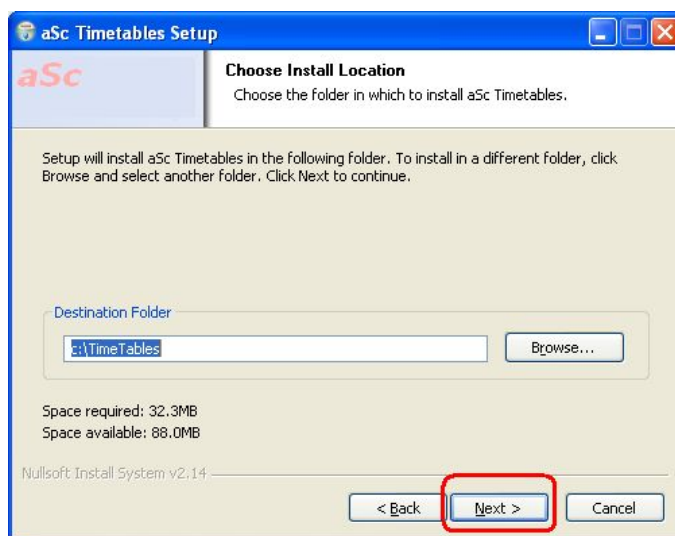 aSc Timetables Setup
aSc
Choose Install Location
Choose the folder in which to install aSc Timetables.
Setup will install aSc Timetables in the following folder. To install in a different folder, click
Browse and select another folder. Click Next to continue.
Destination Folder
c:\TimeTables
Browse...
Space required: 32.3MB
Space available: 88.0MB
Nullsoft Install System v2.14
< Back Next > Cancel